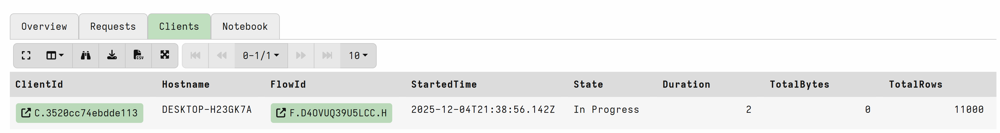 Overview Requests Clients Notebook
CSV 0-1/1 10
ClientId Hostname FlowId StartedTime State Duration TotalBytes TotalRows
C.3520cc74ebdde113 DESKTOP-H23GK7A F.D4OVUQ39U5LCC.H 2025-12-04T21:38:56.142Z In Progress 2 0 11000